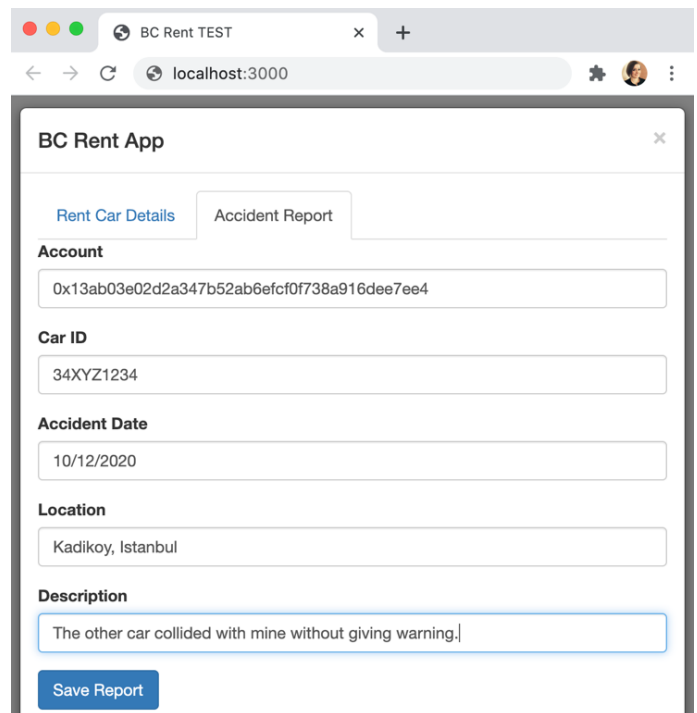 BC Rent TEST
localhost:3000
BC Rent App
Rent Car Details
Accident Report
Account
0x13ab03e02d2a347b52ab6efcf0f738a916dee7ee4
Car ID
34XYZ1234
Accident Date
10/12/2020
Location
Kadikoy, Istanbul
Description
The other car collided with mine without giving warning.
Save Report